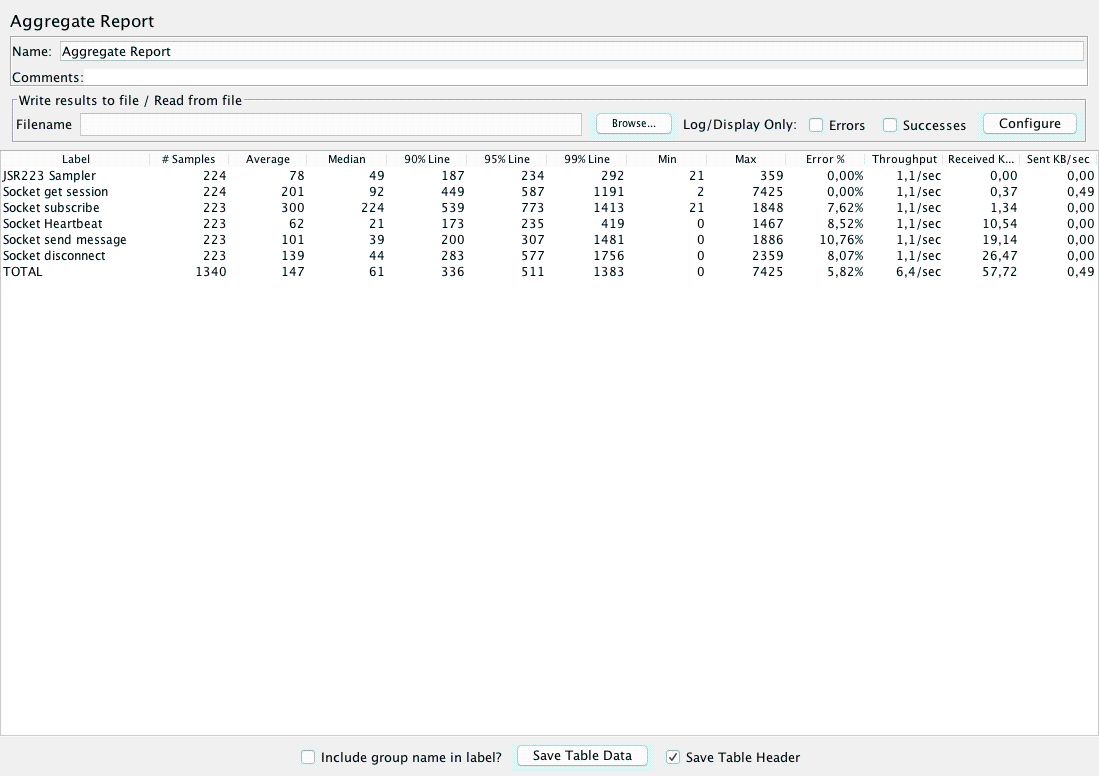 Aggregate Report
Name: Aggregate Report
Comments:
Write results to file / Read from file
Filename Browse... Log/Display Only: Errors Successes Configure
Label # Samples Average Median 90% Line 95% Line 99% Line Min Max Error % Throughput Received K... Sent KB/sec
JSR223 Sampler 224 78 49 187 234 292 21 359 0,00% 1,1/sec 0,00 0,00
Socket get session 224 201 92 449 587 1191 2 7425 0,00% 1,1/sec 0,37 0,49
Socket subscribe 223 300 224 539 773 1413 21 1848 7,62% 1,1/sec 1,34 0,00
Socket Heartbeat 223 62 21 173 235 419 0 1467 8,52% 1,1/sec 10,54 0,00
Socket send message 223 101 39 200 307 1481 0 1886 10,76% 1,1/sec 19,14 0,00
Socket disconnect 223 139 44 283 577 1756 0 2359 8,07% 1,1/sec 26,47 0,00
TOTAL 1340 147 61 336 511 1383 0 7425 5,82% 6,4/sec 57,72 0,49
Include group name in label? Save Table Data Save Table Header